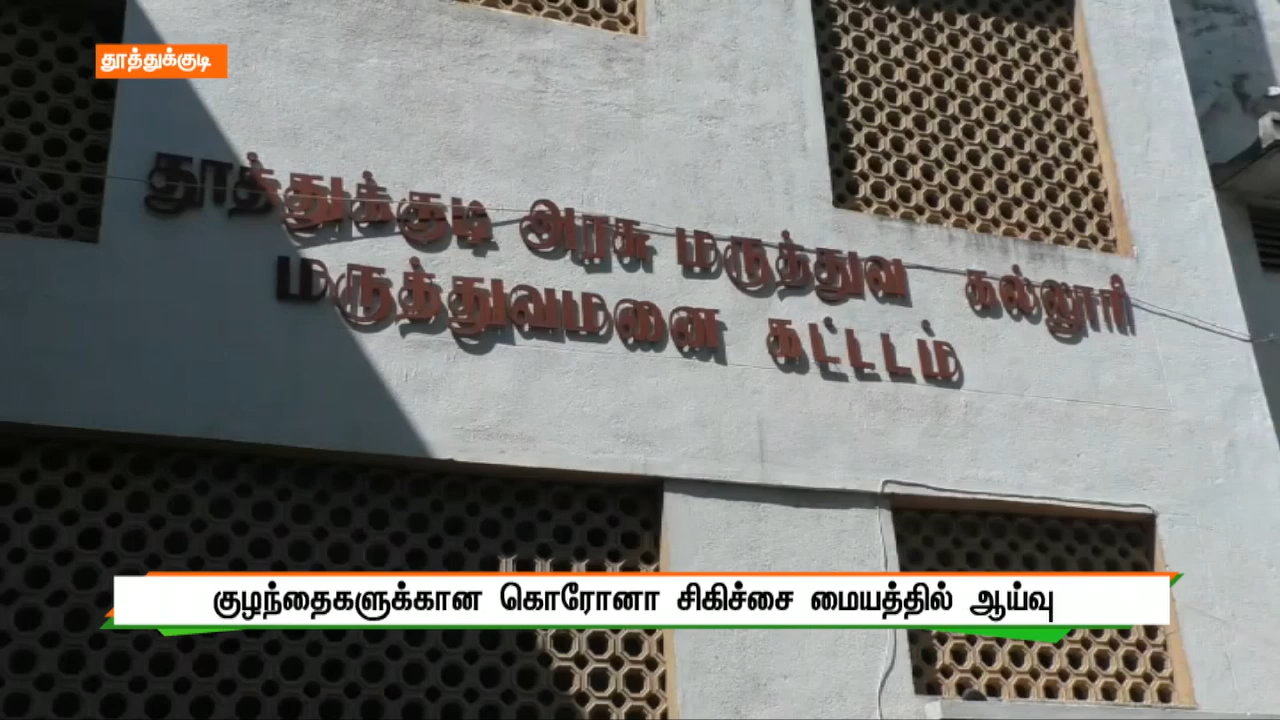 தூத்துக்குடி
தூத்துக்குடி அரசு மருத்துவ கல்லூரி
மருத்துவமனை கட்டடம்
குழந்தைகளுக்கான கொரோனா சிகிச்சை மையத்தில் ஆய்வு